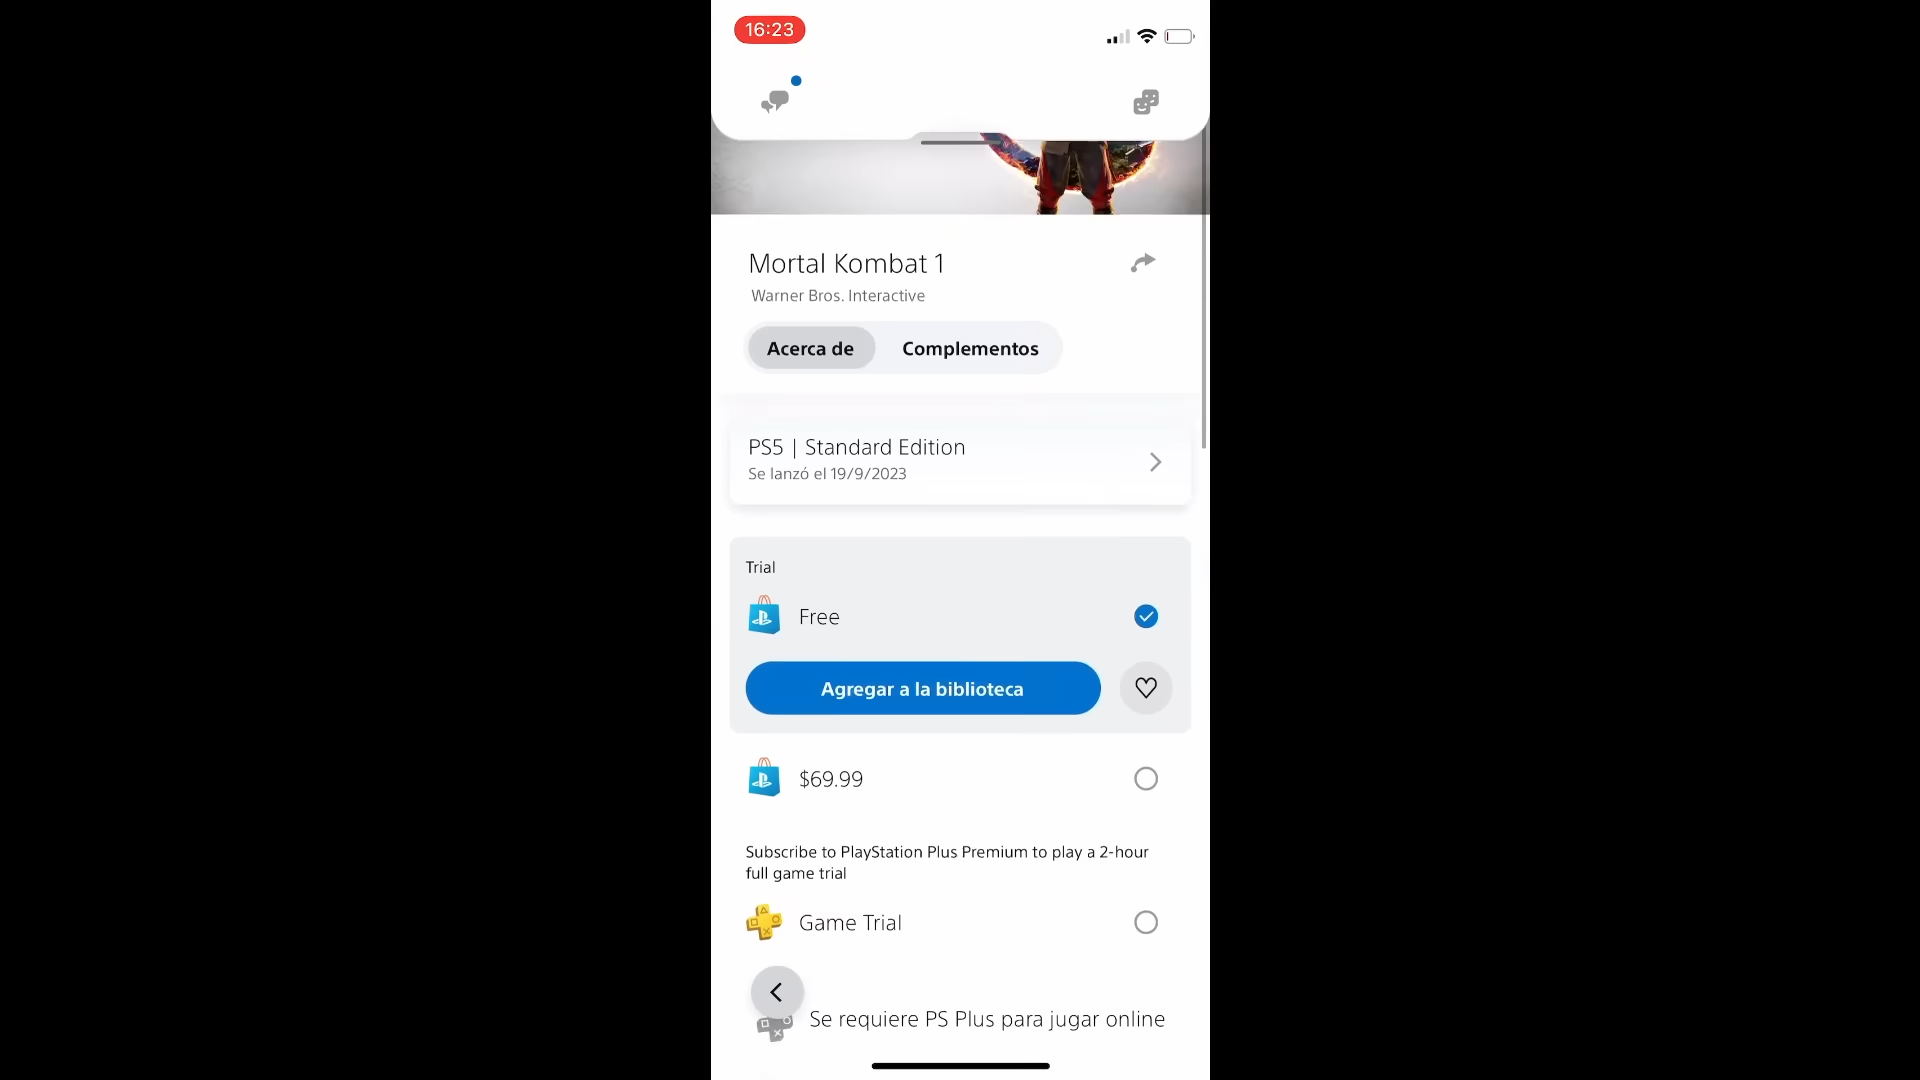 16:23
Mortal Kombat 1
Warner Bros. Interactive
Acerca de
Complementos
PS5 | Standard Edition
Se lanzó el 19/9/2023
Trial
Free
Agregar a la biblioteca
$69.99
Subscribe to PlayStation Plus Premium to play a 2-hour
full game trial
Game Trial
Se requiere PS Plus para jugar online